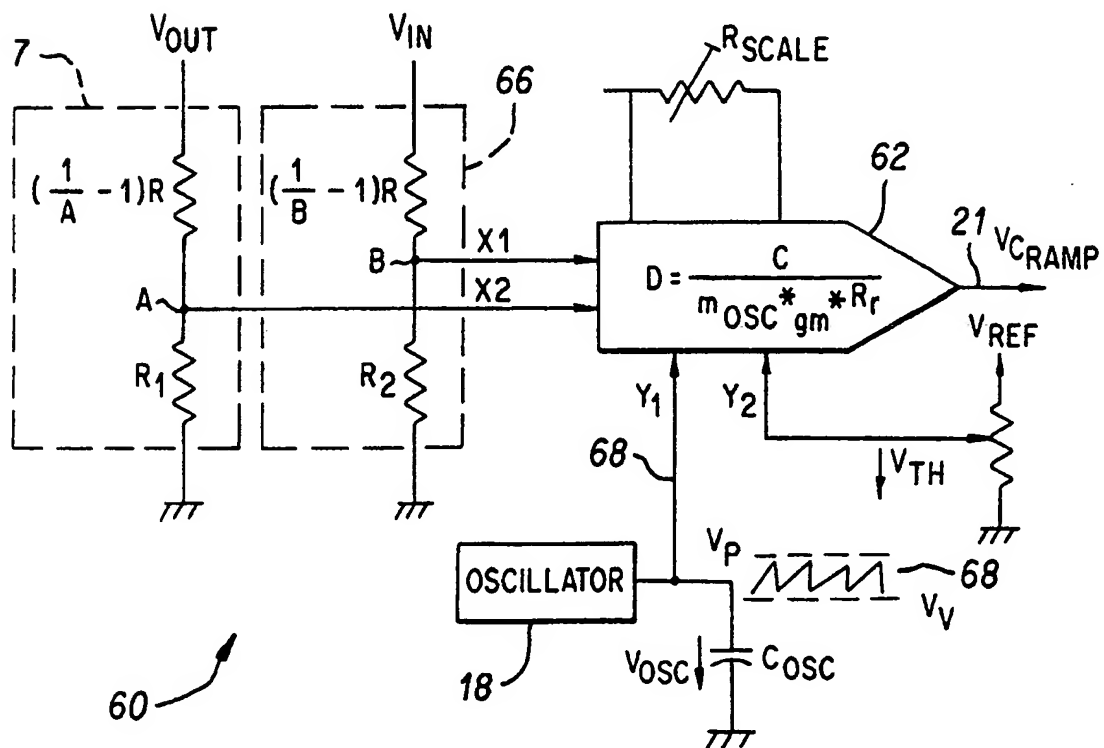 7
V_OUT
V_IN
66
R_SCALE
62
(1/A - 1)R
(1/B - 1)R
B
X1
A
X2
D = C / (m_OSC * gm * R_r)
21
V_C_RAMP
V_REF
R_1
R_2
Y_1
Y_2
V_TH
68
V_P
68
V_V
OSCILLATOR
18
V_OSC
C_OSC
60